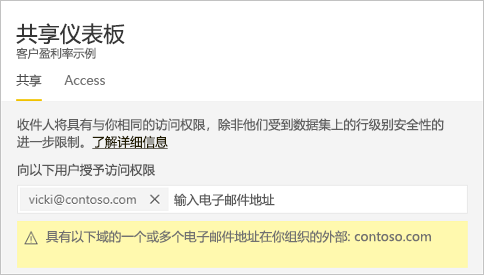 共享仪表板
客户盈利率示例
共享 Access
收件人将具有与你相同的访问权限，除非他们受到数据集上的行级别安全性的
进一步限制。了解详细信息
向以下用户授予访问权限
vicki@contoso.com × 输入电子邮件地址
具有以下域的一个或多个电子邮件地址在你组织的外部: contoso.com